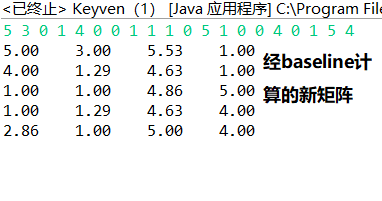 <已终止> Keyven（1） [Java 应用程序] C:\Program File
5 3 0 1 4 0 0 1 1 1 0 5 1 0 0 4 0 1 5 4
5.00 3.00 5.53 1.00
4.00 1.29 4.63 1.00
1.00 1.00 4.86 5.00
1.00 1.29 4.63 4.00
2.86 1.00 5.00 4.00
经baseline计
算的新矩阵